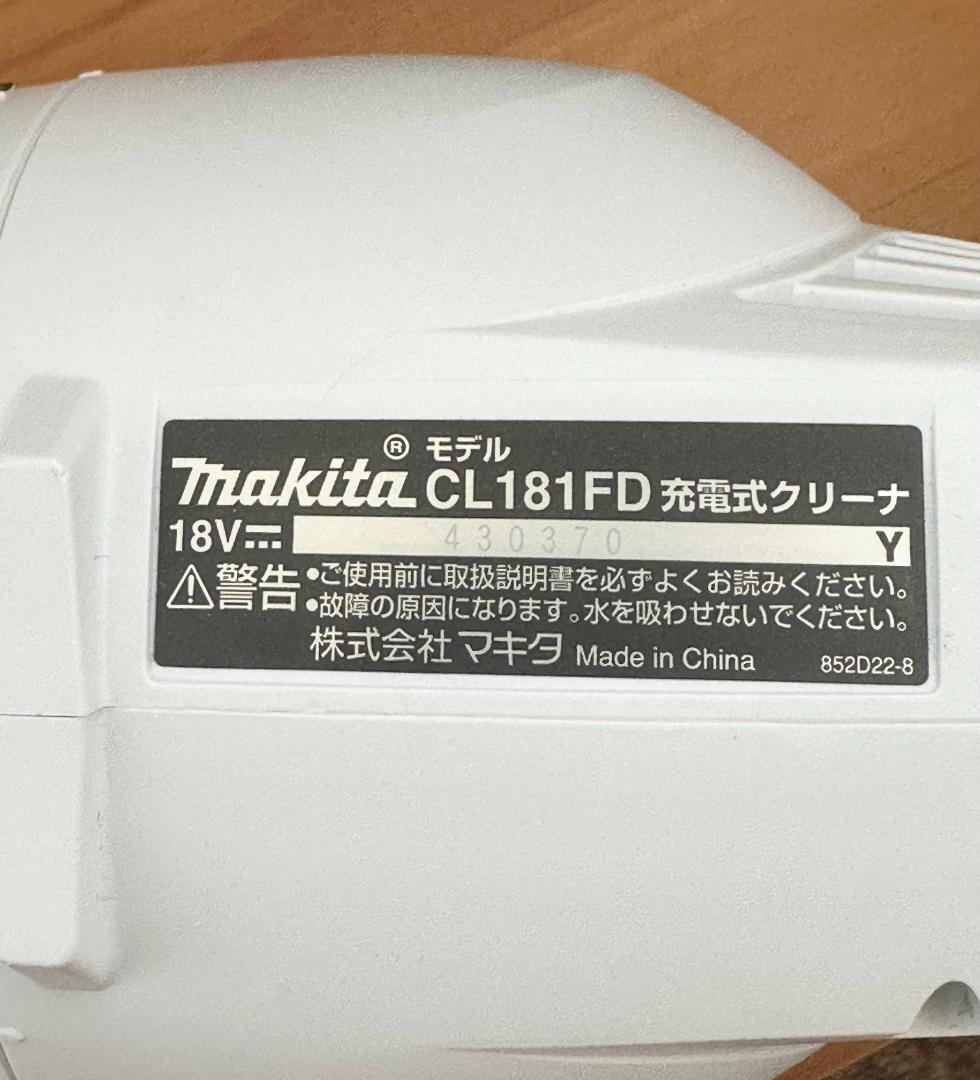 makita® モデル CL181FD 充電式クリーナ
18V⎓ 430370 Y
⚠警告 •ご使用前に取扱説明書を必ずよくお読みください。
•故障の原因になります。水を吸わせないでください。
株式会社マキタ Made in China 852D22-8